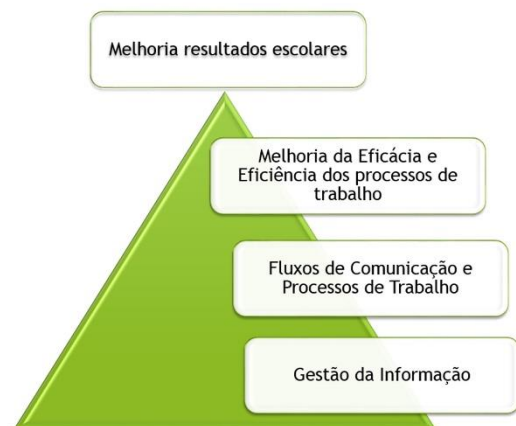 Melhoria resultados escolares
Melhoria da Eficácia e
Eficiência dos processos de
trabalho
Fluxos de Comunicação e
Processos de Trabalho
Gestão da Informação